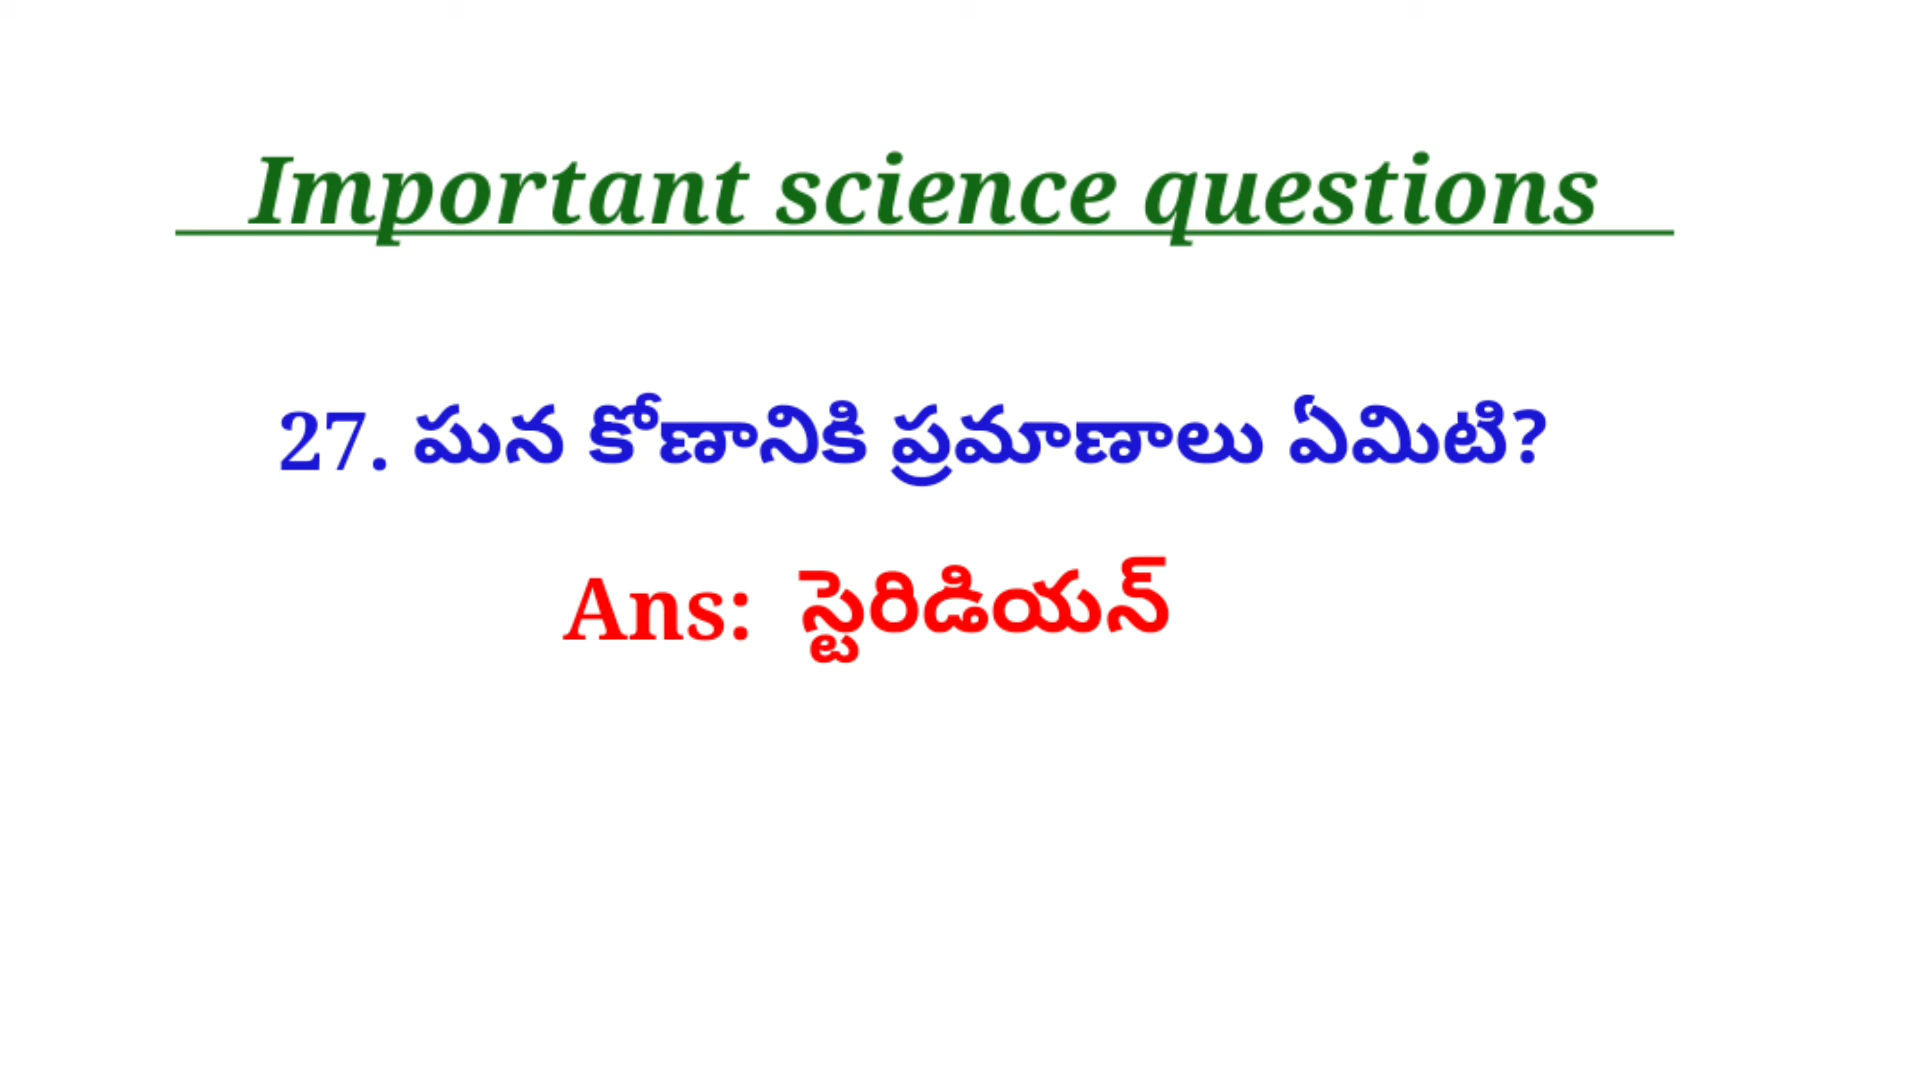 Important science questions
27. ఘన కోణానికి ప్రమాణాలు ఏమిటి?
Ans: స్టెరిడియన్